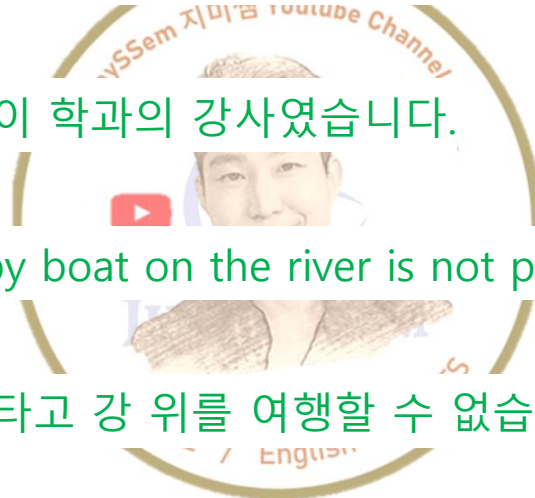 지미쌤 Youtube Channel
이 학과의 강사였습니다.
by boat on the river is not p
타고 강 위를 여행할 수 없습
English